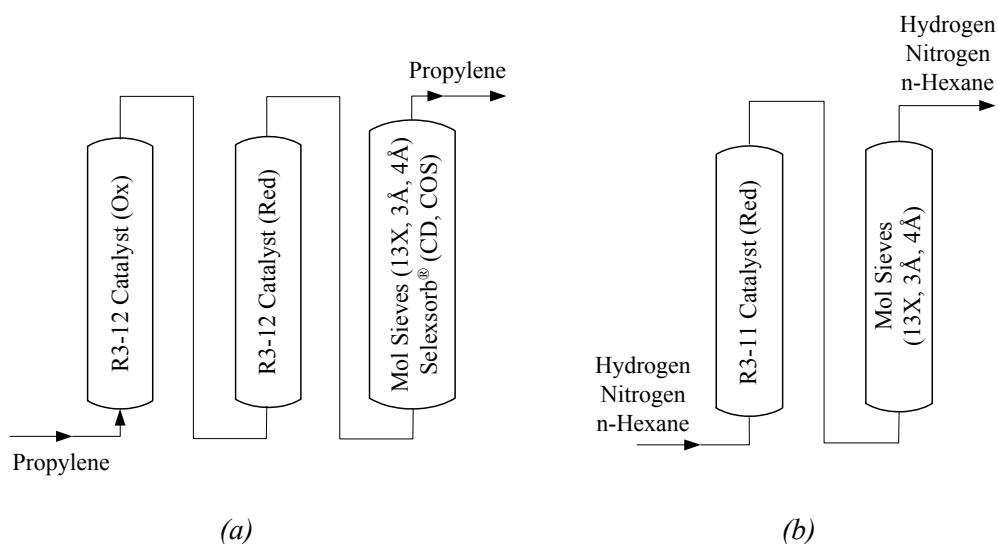 Propylene
R3-12 Catalyst (Ox)
R3-12 Catalyst (Red)
Mol Sieves (13X, 3Å, 4Å)
Selexsorb® (CD, COS)
Propylene
(a)
Hydrogen
Nitrogen
n-Hexane
R3-11 Catalyst (Red)
Mol Sieves
(13X, 3Å, 4Å)
Hydrogen
Nitrogen
n-Hexane
(b)